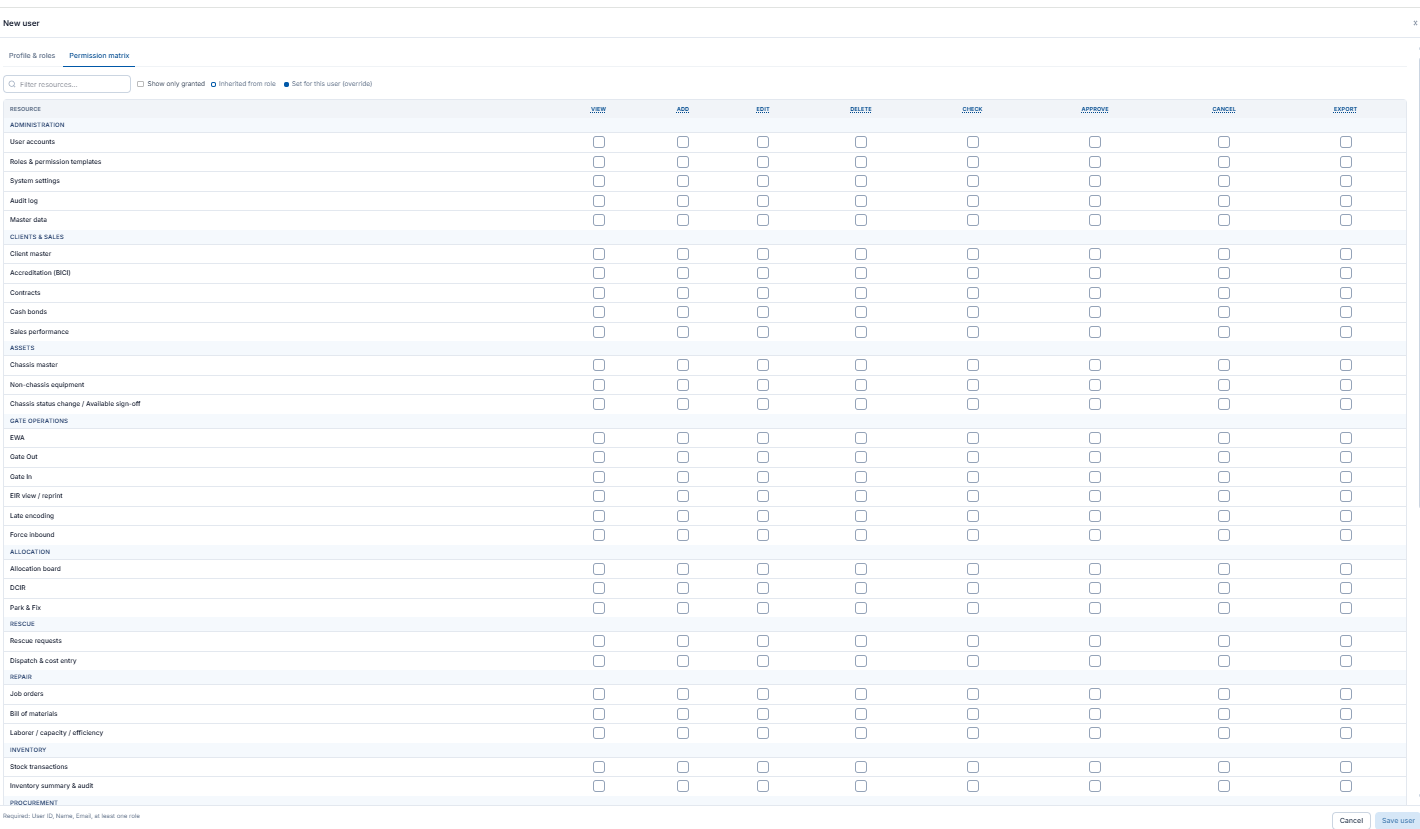 New user
x
Profile & roles Permission matrix
Filter resources... Show only granted Inherited from role Set for this user (override)
RESOURCE VIEW ADD EDIT DELETE CHECK APPROVE CANCEL EXPORT
ADMINISTRATION
User accounts
Roles & permission templates
System settings
Audit log
Master data
CLIENTS & SALES
Client master
Accreditation (BICI)
Contracts
Cash bonds
Sales performance
ASSETS
Chassis master
Non-chassis equipment
Chassis status change / Available sign-off
GATE OPERATIONS
EWA
Gate Out
Gate In
EIR view / reprint
Late encoding
Force inbound
ALLOCATION
Allocation board
DCIR
Park & Fix
RESCUE
Rescue requests
Dispatch & cost entry
REPAIR
Job orders
Bill of materials
Laborer / capacity / efficiency
INVENTORY
Stock transactions
Inventory summary & audit
PROCUREMENT
Required: User ID, Name, Email, at least one role
Cancel Save user